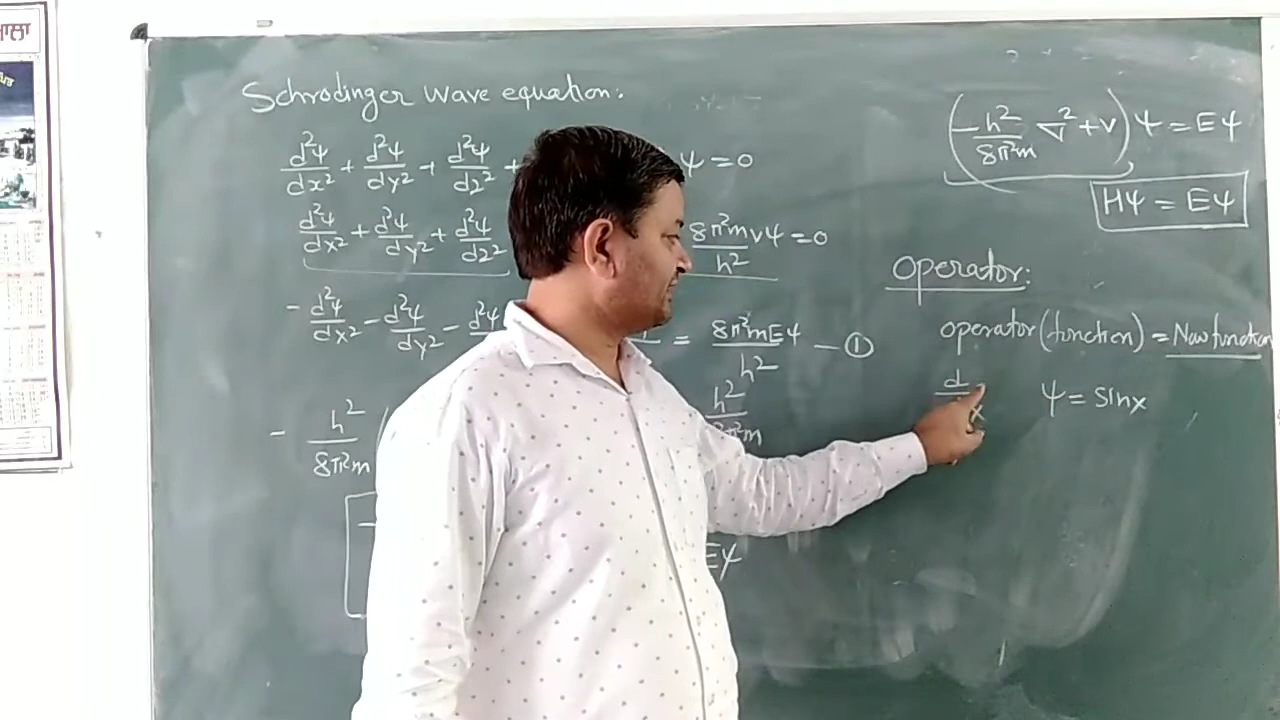 ਮਾਲਾ
Schrodinger Wave equation.
d²ψ/dx² + d²ψ/dy² + d²ψ/dz² + ψ = 0
d²ψ/dx² + d²ψ/dy² + d²ψ/dz² 8π²mVψ/h² = 0
- d²ψ/dx² - d²ψ/dy² - d²ψ = 8π²mEψ/h² — ①
- h²/8π²m h²/8π²m
Eψ
(-h²/8π²m ∇² + V) ψ = Eψ
Hψ = Eψ
Operator:
operator (function) = New function
d x ψ = sinx